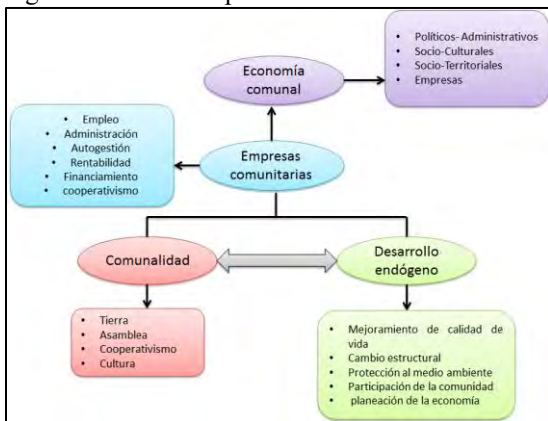 • Políticos- Administrativos
• Socio-Culturales
• Socio-Territoriales
• Empresas
Economía
comunal
• Empleo
• Administración
• Autogestión
• Rentabilidad
• Financiamiento
• cooperativismo
Empresas
comunitarias
Comunalidad
Desarrollo
endógeno
• Tierra
• Asamblea
• Cooperativismo
• Cultura
• Mejoramiento de calidad de
vida
• Cambio estructural
• Protección al medio ambiente
• Participación de la comunidad
• planeación de la economía